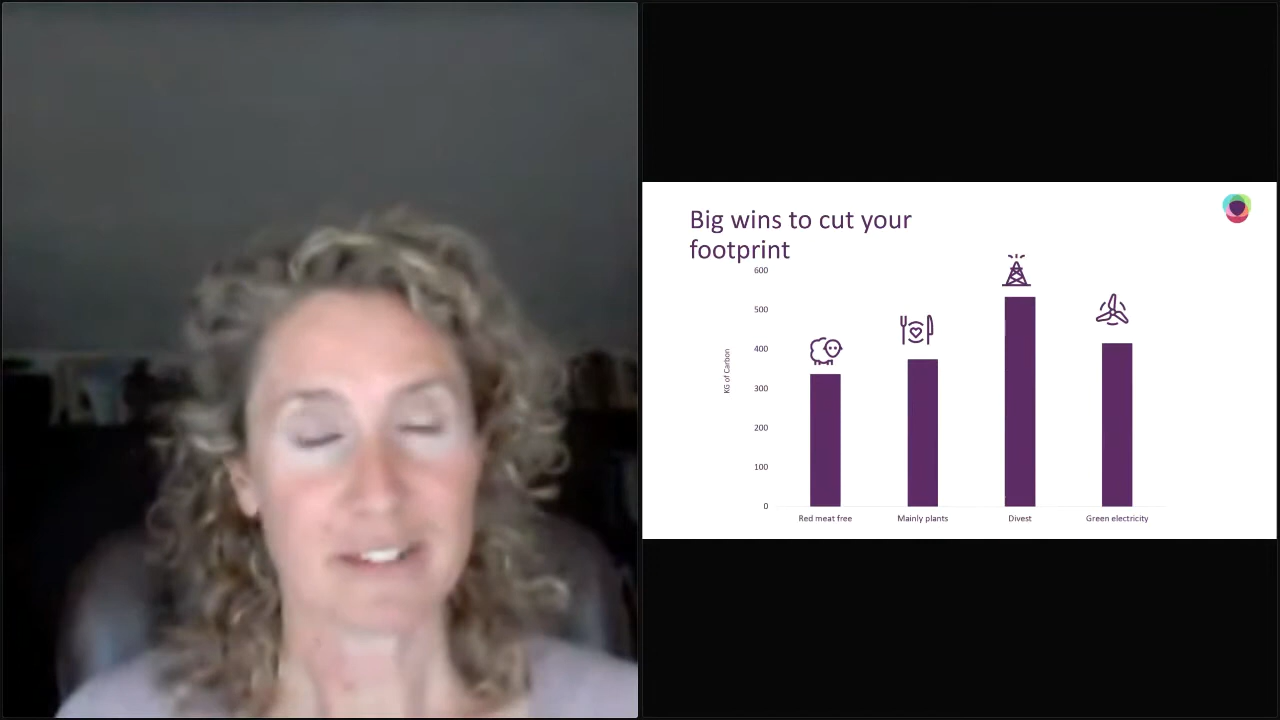 Big wins to cut your
footprint
600
500
400
300
200
100
0
KG of Carbon
Red meat free
Mainly plants
Divest
Green electricity